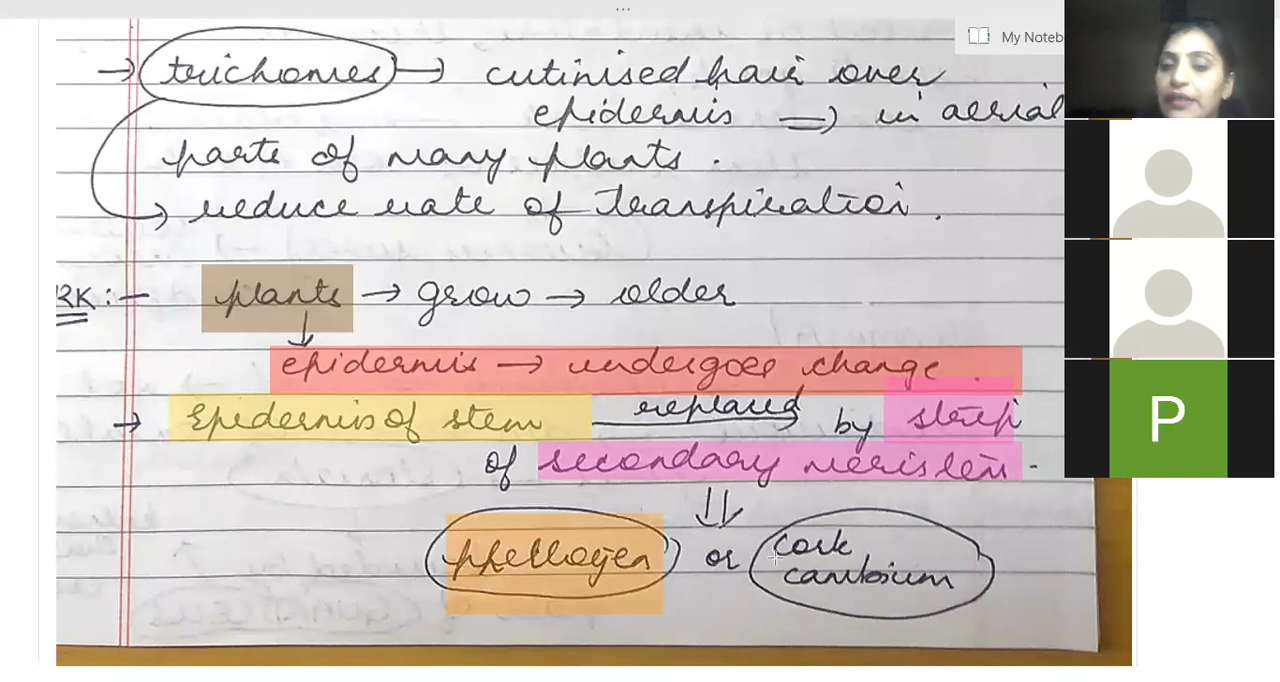 ...
My Noteb
→ trichomes → cutinised hair over
epidermis ⇒ in aerial
parts of many plants.
→ reduce rate of transpiration.
RK :— plants → grow → older
↓
epidermis → undergoes change
→ Epidermis of stem replaced by strip
of secondary meristem.
⇓
phellogen or cork
cambium
P